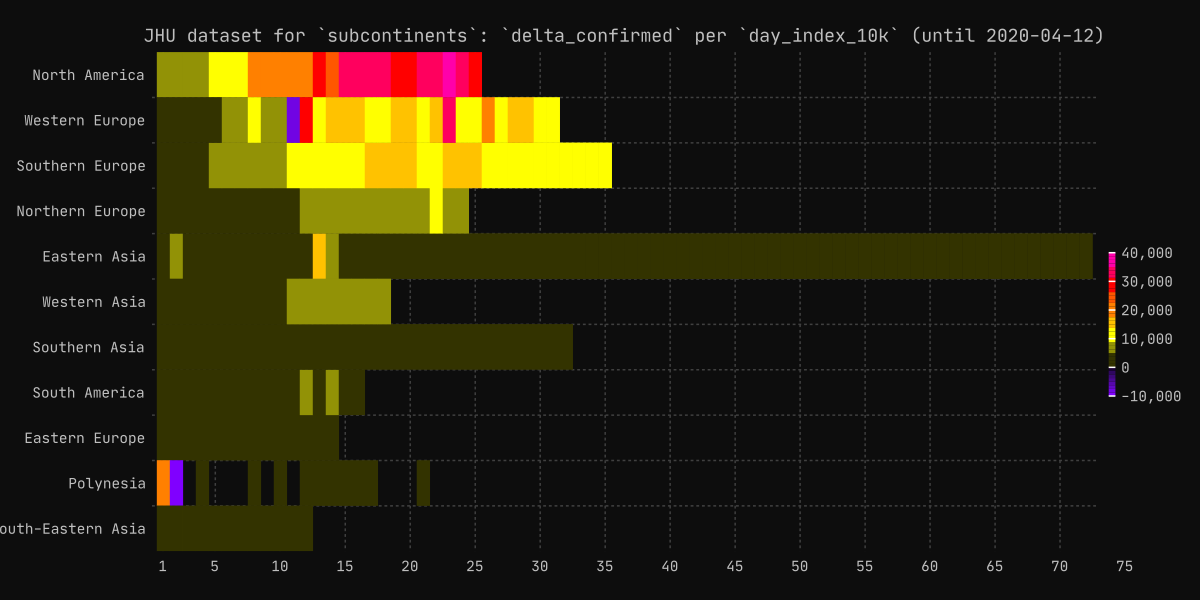 JHU dataset for `subcontinents`: `delta_confirmed` per `day_index_10k` (until 2020-04-12)
North America
Western Europe
Southern Europe
Northern Europe
Eastern Asia
Western Asia
Southern Asia
South America
Eastern Europe
Polynesia
outh-Eastern Asia
40,000
30,000
20,000
10,000
0
-10,000
1 5 10 15 20 25 30 35 40 45 50 55 60 65 70 75